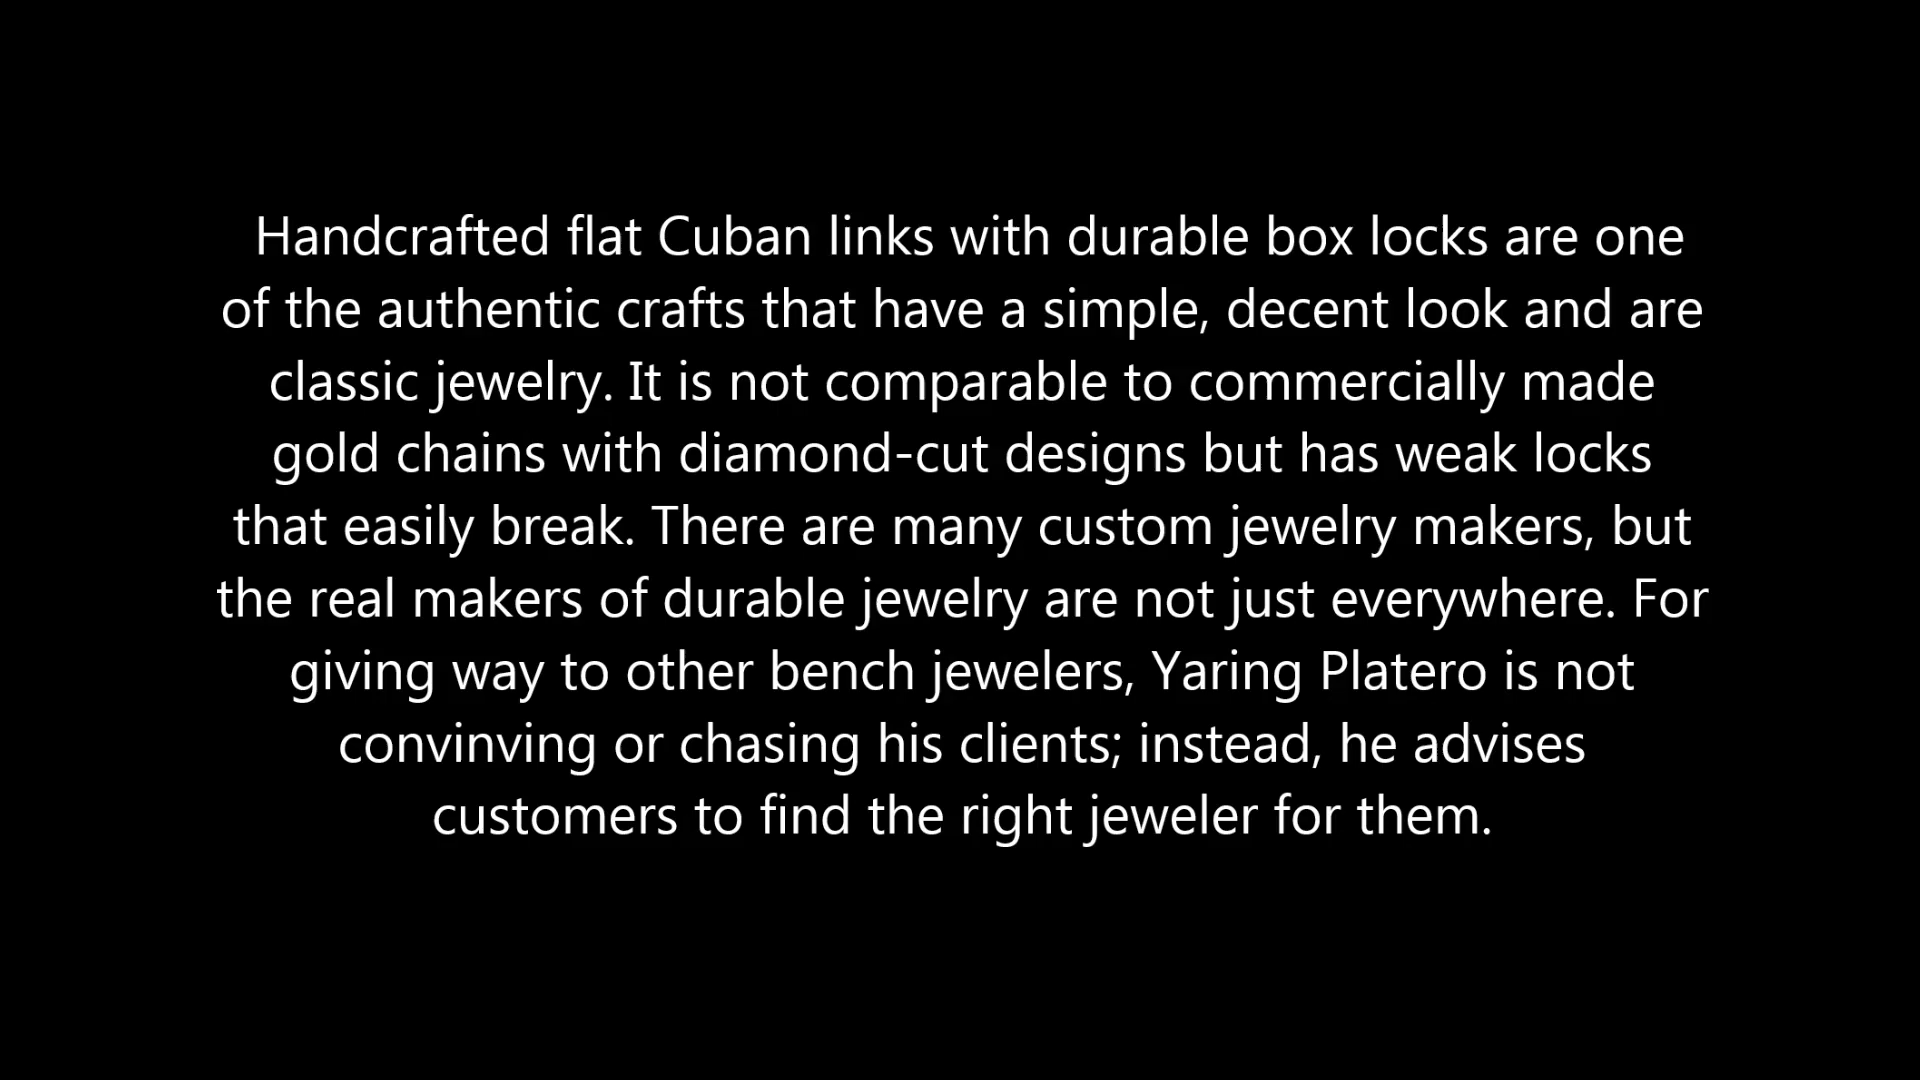 Handcrafted flat Cuban links with durable box locks are one
of the authentic crafts that have a simple, decent look and are
classic jewelry. It is not comparable to commercially made
gold chains with diamond-cut designs but has weak locks
that easily break. There are many custom jewelry makers, but
the real makers of durable jewelry are not just everywhere. For
giving way to other bench jewelers, Yaring Platero is not
convinving or chasing his clients; instead, he advises
customers to find the right jeweler for them.